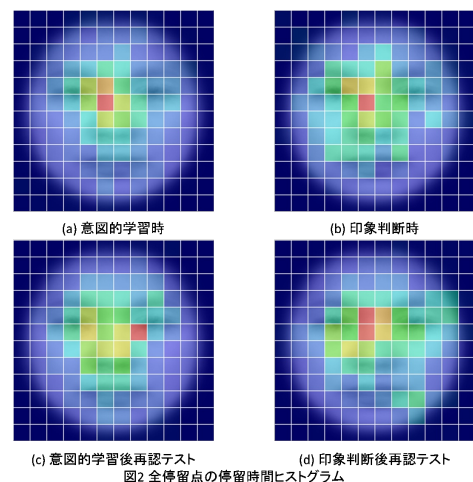 (a) 意図的学習時
(b) 印象判断時
(c) 意図的学習後再認テスト
(d) 印象判断後再認テスト
図2 全停留点の停留時間ヒストグラム